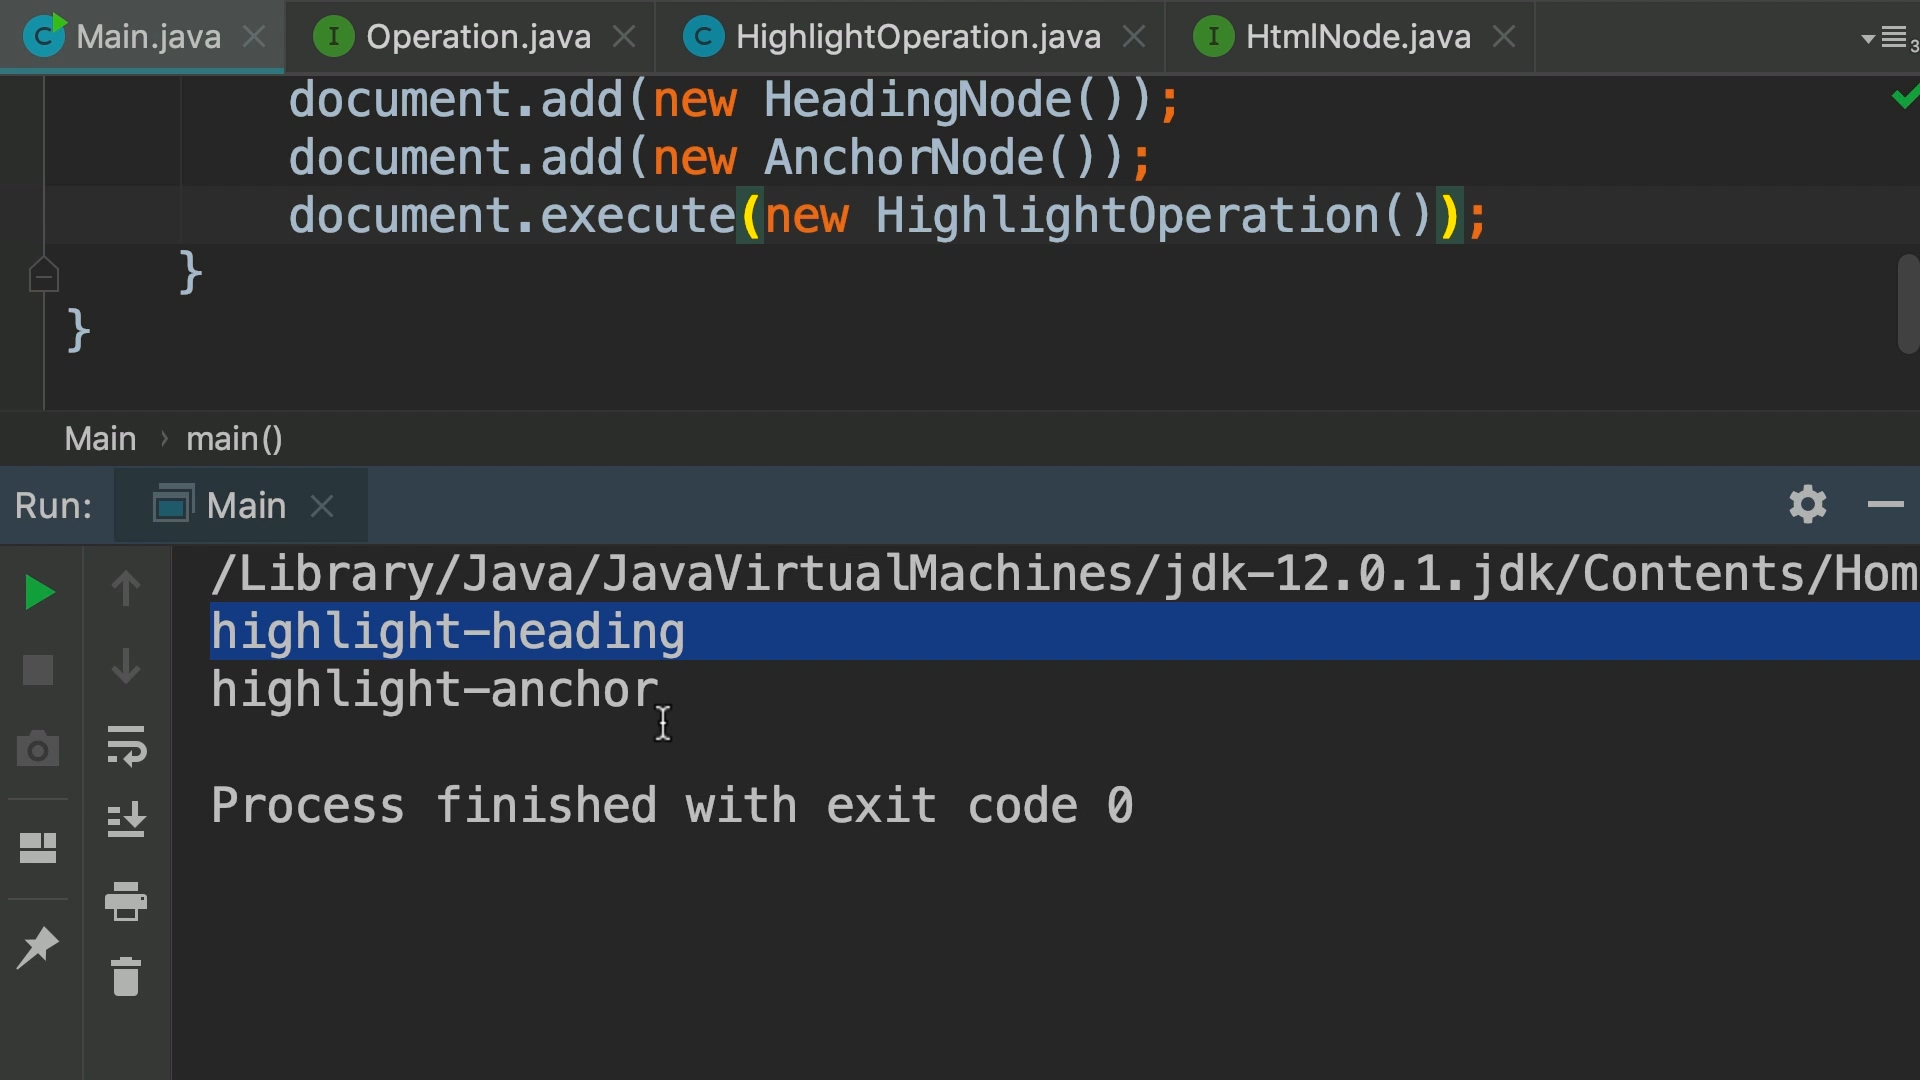 Main.java
Operation.java
HighlightOperation.java
HtmlNode.java
3
document.add(new HeadingNode());
document.add(new AnchorNode());
document.execute(new HighlightOperation());
}
}
Main › main()
Run: Main
/Library/Java/JavaVirtualMachines/jdk-12.0.1.jdk/Contents/Hom
highlight-heading
highlight-anchor
Process finished with exit code 0